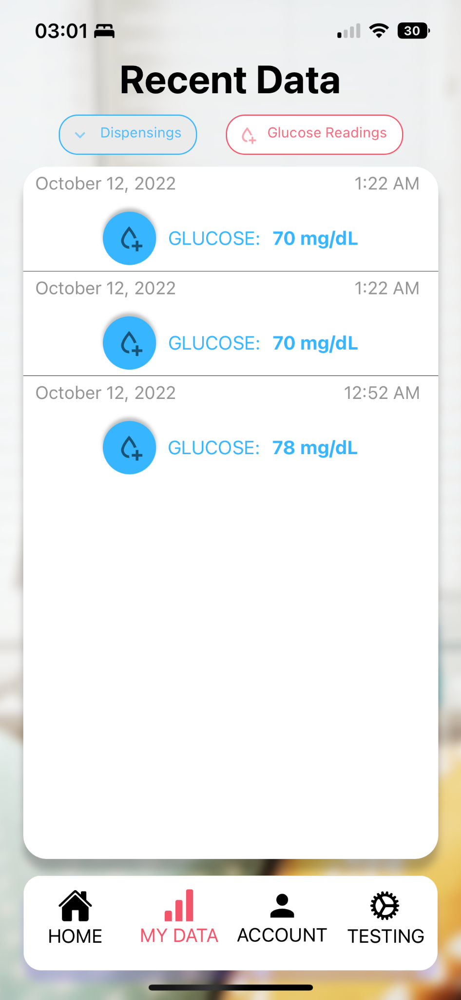 03:01 30
Recent Data
Dispensings Glucose Readings
October 12, 2022 1:22 AM
GLUCOSE: 70 mg/dL
October 12, 2022 1:22 AM
GLUCOSE: 70 mg/dL
October 12, 2022 12:52 AM
GLUCOSE: 78 mg/dL
HOME MY DATA ACCOUNT TESTING